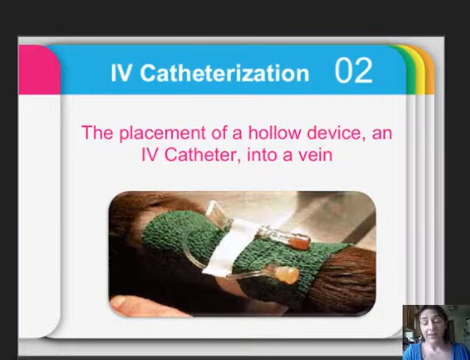 IV Catheterization 02
The placement of a hollow device, an
IV Catheter, into a vein